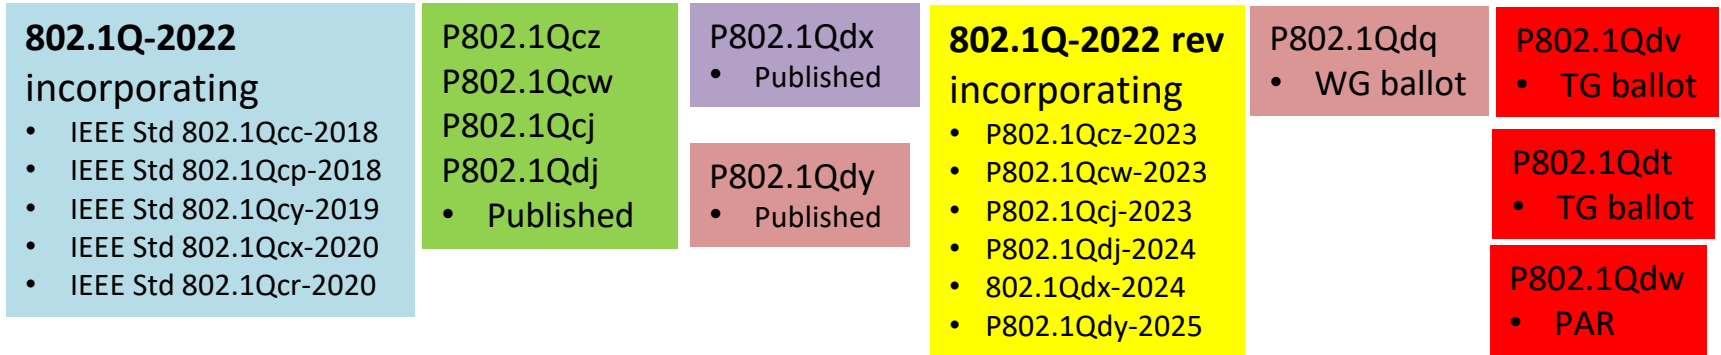 802.1Q-2022
incorporating
• IEEE Std 802.1Qcc-2018
• IEEE Std 802.1Qcp-2018
• IEEE Std 802.1Qcy-2019
• IEEE Std 802.1Qcx-2020
• IEEE Std 802.1Qcr-2020
P802.1Qcz
P802.1Qcw
P802.1Qcj
P802.1Qdj
• Published
P802.1Qdx
• Published
P802.1Qdy
• Published
802.1Q-2022 rev
incorporating
• P802.1Qcz-2023
• P802.1Qcw-2023
• P802.1Qcj-2023
• P802.1Qdj-2024
• 802.1Qdx-2024
• P802.1Qdy-2025
P802.1Qdq
• WG ballot
P802.1Qdv
• TG ballot
P802.1Qdt
• TG ballot
P802.1Qdw
• PAR